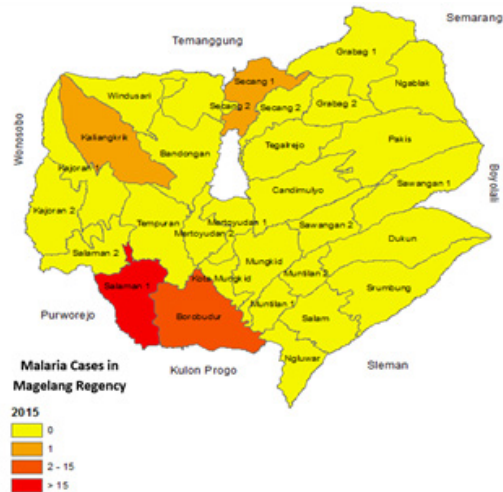 Semarang
Temanggung
Grabag 1
Secang 1
Ngablak
Windusari
Secang 2
Secang 2
Grabag 2
Wonosobo
Kaliangkrik
Tegalrejo
Pakis
Bandongan
Kajoran 1
Candimulyo
Sawangan 1
Boyolali
Kajoran 2
Tempuran
Mertoyudan 1
Mertoyudan 2
Sawangan 2
Dukun
Salaman 2
Mungkid
Kota Mungkid
Muntilan 2
Salaman 1
Srumbung
Muntilan 1
Borobudur
Salam
Purworejo
Ngluwar
Sleman
Kulon Progo
Malaria Cases in
Magelang Regency
2015
0
1
2 - 15
> 15